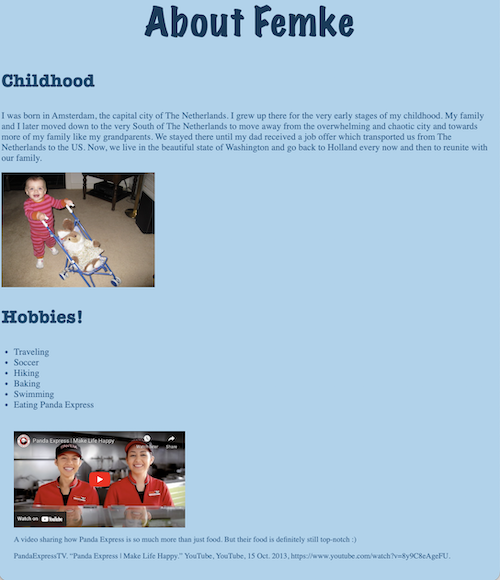 About Femke
Childhood
I was born in Amsterdam, the capital city of The Netherlands. I grew up there for the very early stages of my childhood. My family
and I later moved down to the very South of The Netherlands to move away from the overwhelming and chaotic city and towards
more of my family like my grandparents. We stayed there until my dad received a job offer which transported us from The
Netherlands to the US. Now, we live in the beautiful state of Washington and go back to Holland every now and then to reunite with
our family.
Hobbies!
• Traveling
• Soccer
• Hiking
• Baking
• Swimming
• Eating Panda Express
Panda Express | Make Life Happy
Watch later Share
Watch on YouTube
A video sharing how Panda Express is so much more than just food. But their food is definitely still top-notch :)
PandaExpressTV. “Panda Express | Make Life Happy.” YouTube, YouTube, 15 Oct. 2013, https://www.youtube.com/watch?v=8y9C8eAgeFU.